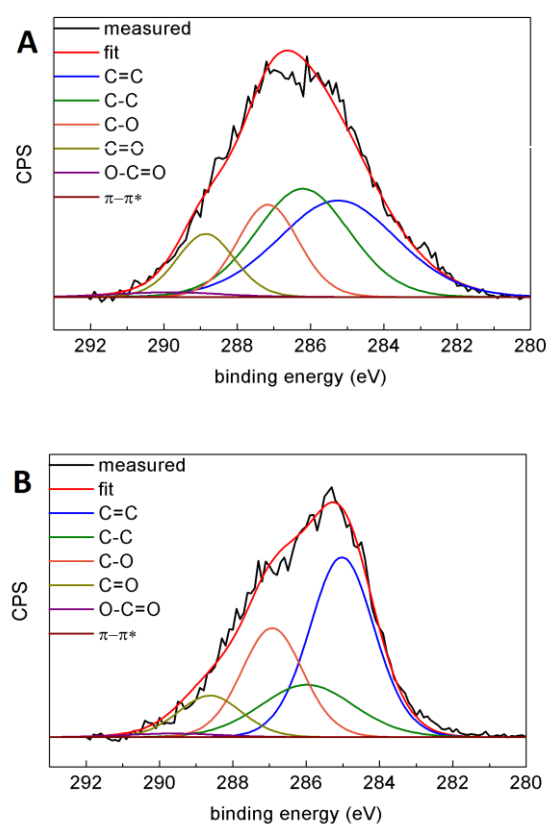 A
measured
fit
C=C
C-C
C-O
C=O
O-C=O
π−π*
CPS
292 290 288 286 284 282 280
binding energy (eV)
B
measured
fit
C=C
C-C
C-O
C=O
O-C=O
π−π*
CPS
292 290 288 286 284 282 280
binding energy (eV)